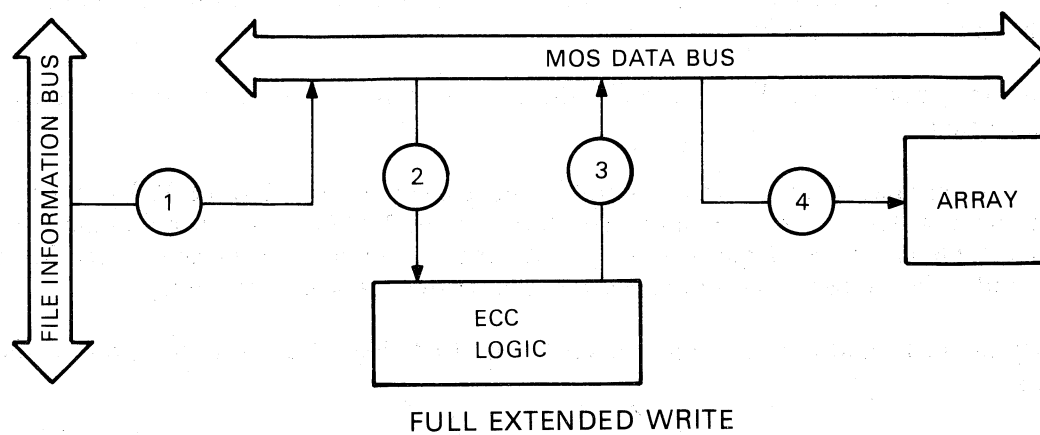 FILE INFORMATION BUS
MOS DATA BUS
1
2
3
4
ARRAY
ECC
LOGIC
FULL EXTENDED WRITE